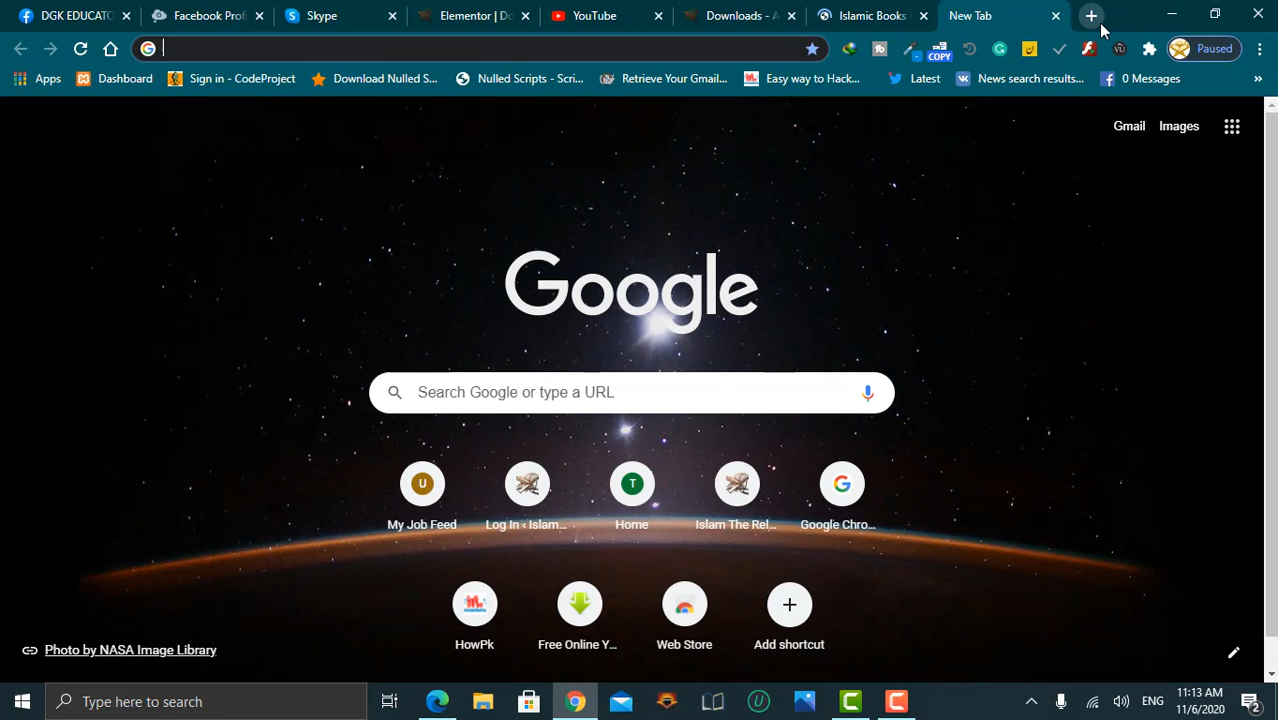 DGK EDUCATO
Facebook Prof
Skype
Elementor | Do
YouTube
Downloads - A
Islamic Books
New Tab
COPY
Paused
Apps
Dashboard
Sign in - CodeProject
Download Nulled S...
Nulled Scripts - Scri...
Retrieve Your Gmail...
Easy way to Hack...
Latest
News search results...
0 Messages
»
Gmail
Images
Google
Search Google or type a URL
U
T
My Job Feed
Log In ‹ Islam...
Home
Islam The Rel...
Google Chro...
HowPk
Free Online Y...
Web Store
Add shortcut
Photo by NASA Image Library
Type here to search
ENG
11:13 AM
11/6/2020
2